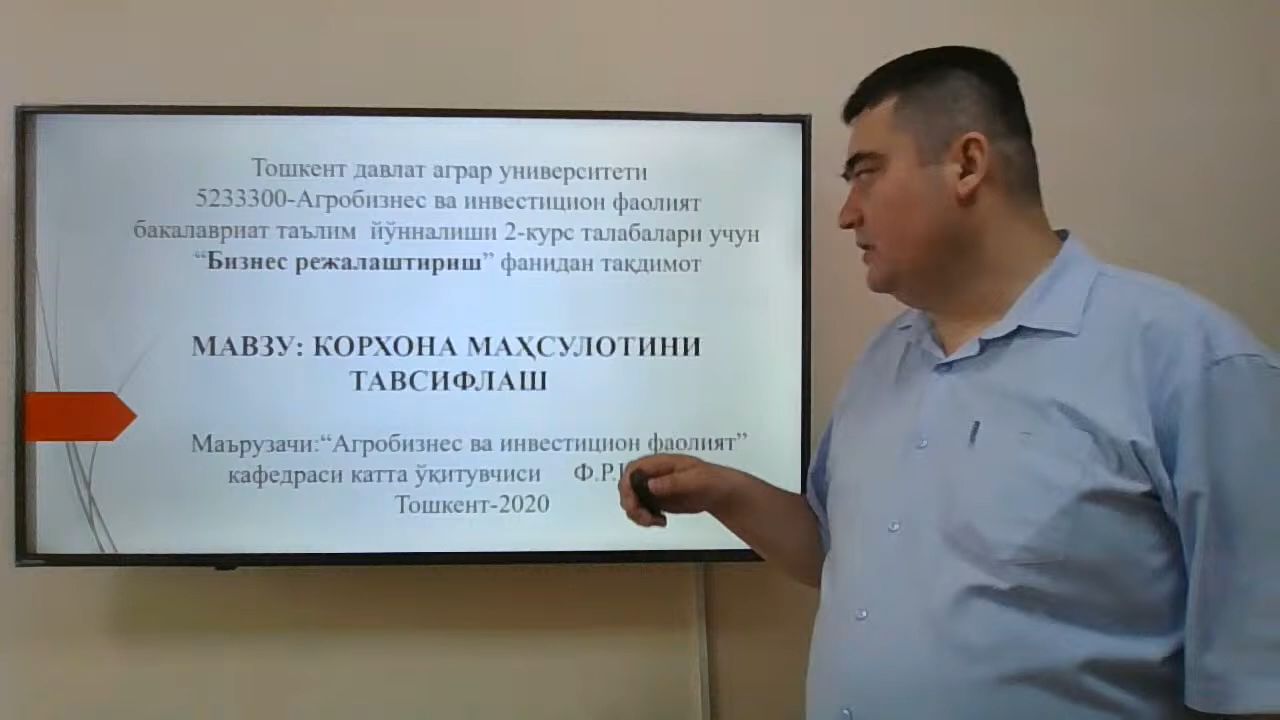 Тошкент давлат аграр университети
5233300-Агробизнес ва инвестицион фаолият
бакалавриат таълим йўнналиши 2-курс талабалари учун
“Бизнес режалаштириш” фанидан тақдимот
МАВЗУ: КОРХОНА МАҲСУЛОТИНИ
ТАВСИФЛАШ
Маърузачи:“Агробизнес ва инвестицион фаолият”
кафедраси катта ўқитувчиси Ф.Р.
Тошкент-2020